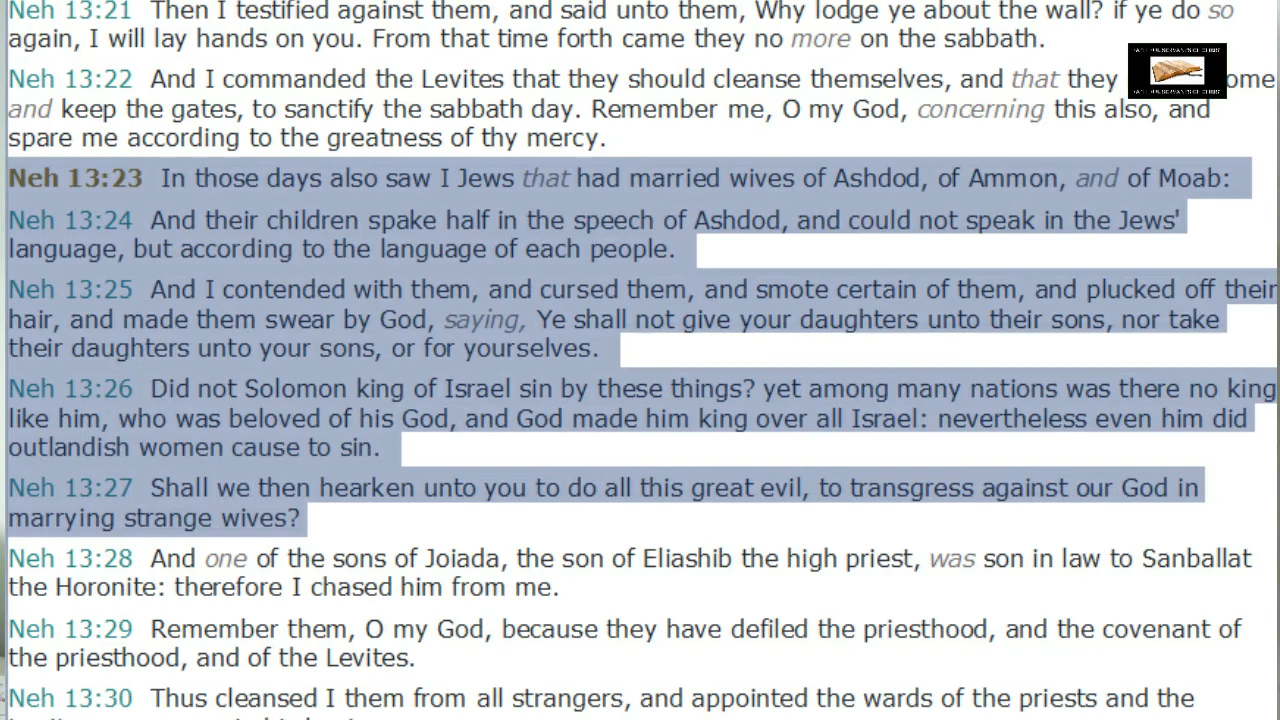 Neh 13:21 Then I testified against them, and said unto them, Why lodge ye about the wall? if ye do so
again, I will lay hands on you. From that time forth came they no more on the sabbath.
Neh 13:22 And I commanded the Levites that they should cleanse themselves, and that they ome
and keep the gates, to sanctify the sabbath day. Remember me, O my God, concerning this also, and
spare me according to the greatness of thy mercy.
Neh 13:23 In those days also saw I Jews that had married wives of Ashdod, of Ammon, and of Moab:
Neh 13:24 And their children spake half in the speech of Ashdod, and could not speak in the Jews'
language, but according to the language of each people.
Neh 13:25 And I contended with them, and cursed them, and smote certain of them, and plucked off their
hair, and made them swear by God, saying, Ye shall not give your daughters unto their sons, nor take
their daughters unto your sons, or for yourselves.
Neh 13:26 Did not Solomon king of Israel sin by these things? yet among many nations was there no king
like him, who was beloved of his God, and God made him king over all Israel: nevertheless even him did
outlandish women cause to sin.
Neh 13:27 Shall we then hearken unto you to do all this great evil, to transgress against our God in
marrying strange wives?
Neh 13:28 And one of the sons of Joiada, the son of Eliashib the high priest, was son in law to Sanballat
the Horonite: therefore I chased him from me.
Neh 13:29 Remember them, O my God, because they have defiled the priesthood, and the covenant of
the priesthood, and of the Levites.
Neh 13:30 Thus cleansed I them from all strangers, and appointed the wards of the priests and the